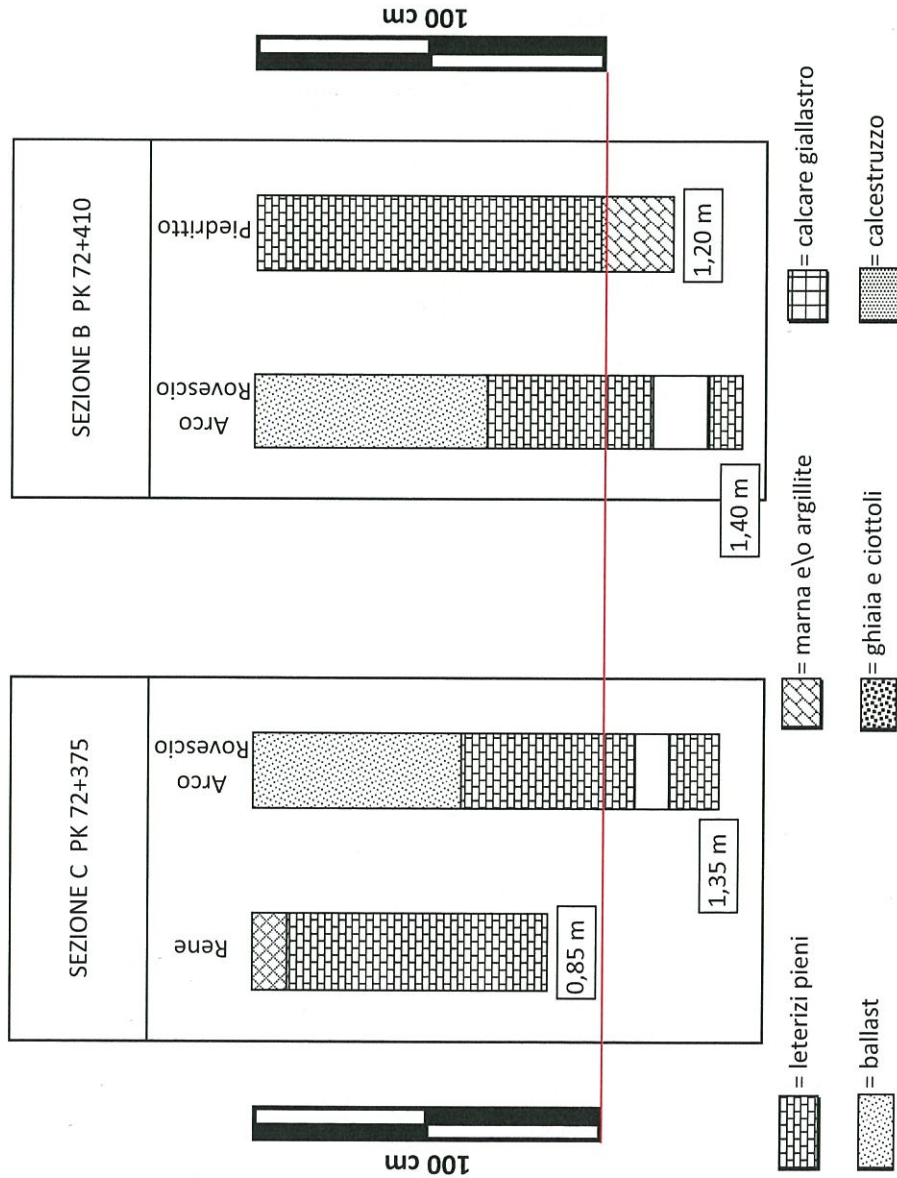 100 cm
SEZIONE C PK 72+375
Rene
Arco
Rovescio
0,85 m
1,35 m
SEZIONE B PK 72+410
Arco
Rovescio
Piedritto
1,40 m
1,20 m
100 cm
= leterizi pieni
= marna e\o argillite
= calcare giallastro
= ballast
= ghiaia e ciottoli
= calcestruzzo